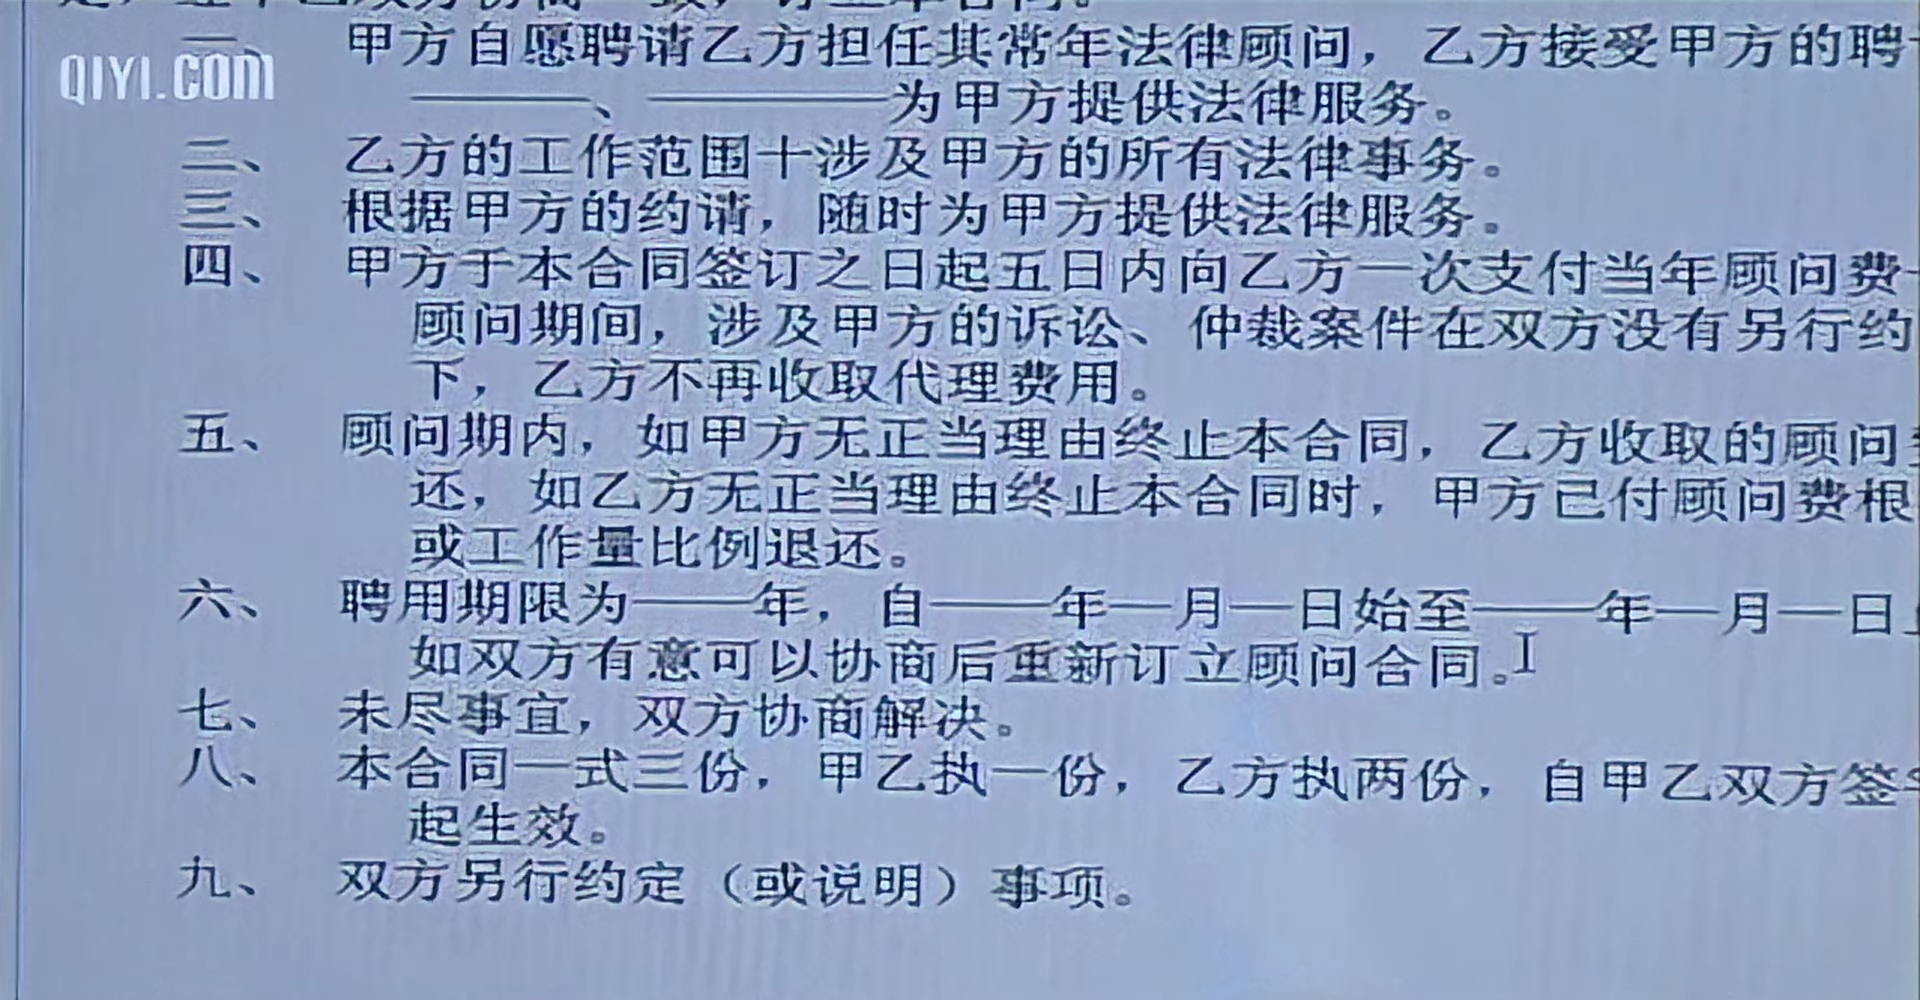 甲乙双方协商一致，订立本合同。
一、 甲方自愿聘请乙方担任其常年法律顾问，乙方接受甲方的聘
QIYI.com
————、————为甲方提供法律服务。
二、 乙方的工作范围十涉及甲方的所有法律事务。
三、 根据甲方的约请，随时为甲方提供法律服务。
四、 甲方于本合同签订之日起五日内向乙方一次支付当年顾问费
顾问期间，涉及甲方的诉讼、仲裁案件在双方没有另行约
下，乙方不再收取代理费用。
五、 顾问期内，如甲方无正当理由终止本合同，乙方收取的顾问
还，如乙方无正当理由终止本合同时，甲方已付顾问费根
或工作量比例退还。
六、 聘用期限为——年，自——年—月—日始至——年—月—日
如双方有意可以协商后重新订立顾问合同。
七、 未尽事宜，双方协商解决。
八、 本合同一式三份，甲乙执一份，乙方执两份，自甲乙双方签
起生效。
九、 双方另行约定（或说明）事项。